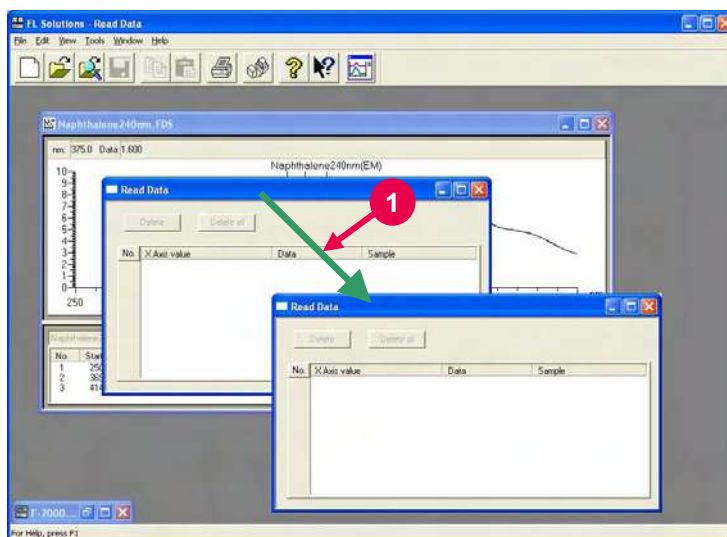 FL Solutions - Read Data
File Edit View Tools Window Help
Naphthalene240nm.FDS
nm: 375.0 Data 1.600
Naphthalene240nm(EM)
10
9
8
7
6
5
4
3
2
1
0
250
Read Data
Delete Delete all
No. X Axis value Data Sample
1
Read Data
Delete Delete all
No. X Axis value Data Sample
No. Start
1
2
3
F-7000...
For Help, press F1